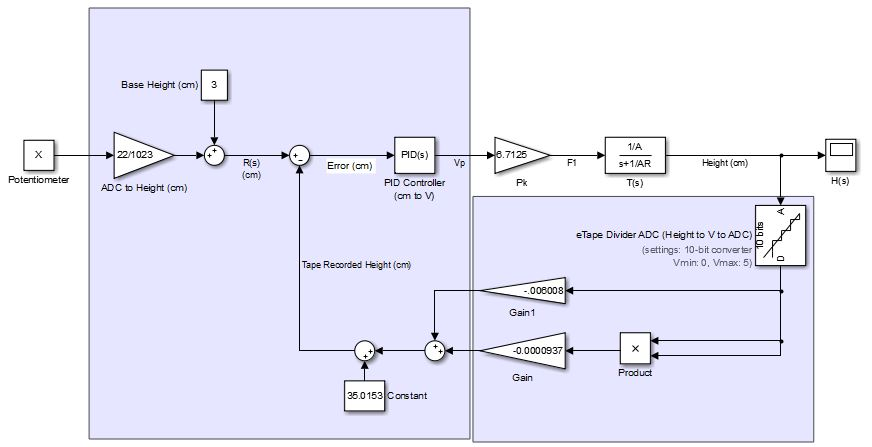 Base Height (cm)
3
X
Potentiometer
22/1023
ADC to Height (cm)
R(s)
(cm)
Error (cm)
PID(s)
PID Controller
(cm to V)
Vp
6.7125
Pk
F1
1/A
s+1/AR
T(s)
Height (cm)
H(s)
eTape Divider ADC (Height to V to ADC)
(settings: 10-bit converter
Vmin: 0, Vmax: 5)
10 bits
A
D
Tape Recorded Height (cm)
-.006008
Gain1
-0.0000937
Gain
×
Product
35.0153
Constant